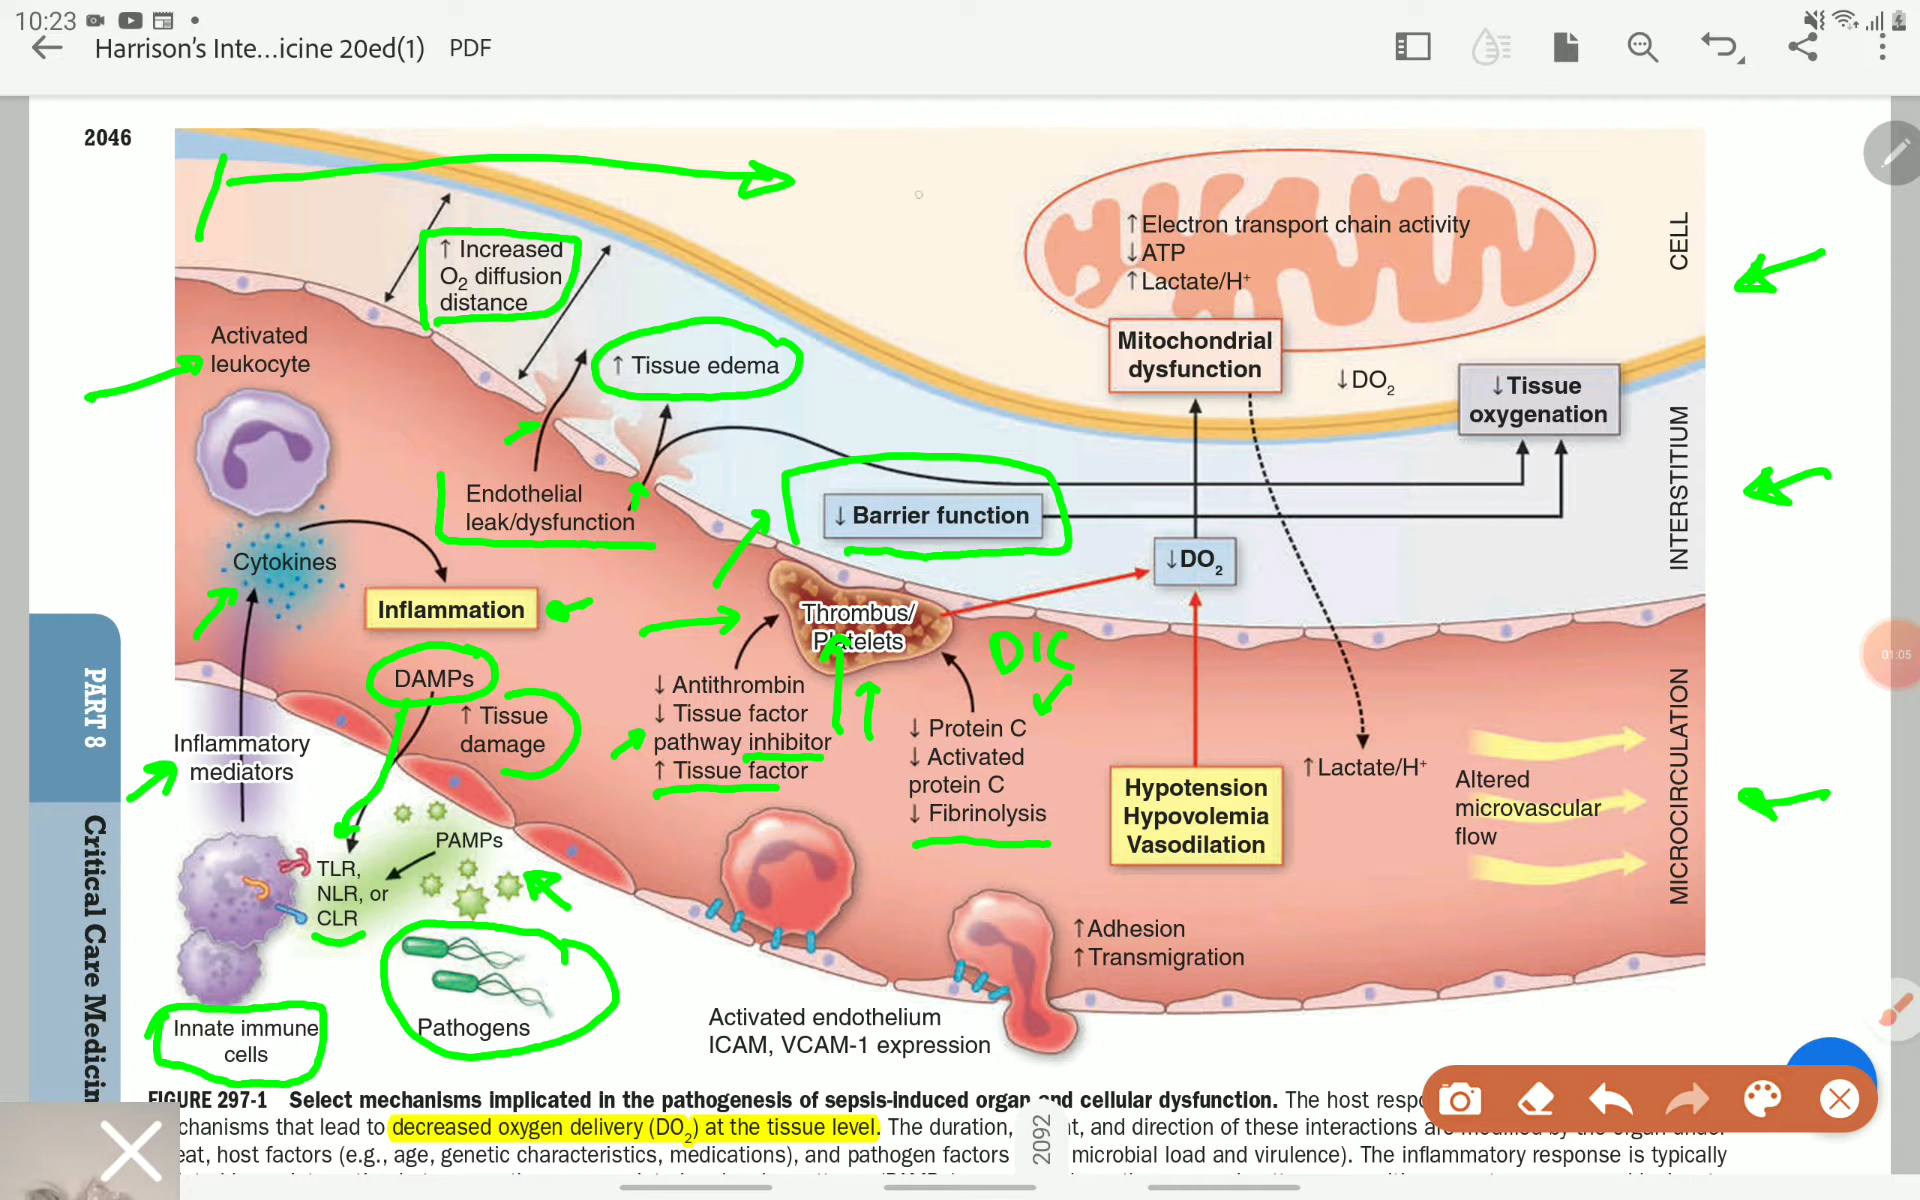 10:23
Harrison's Inte...icine 20ed(1) PDF
2046
↑Electron transport chain activity
↓ATP
↑Lactate/H+
CELL
↑ Increased
O2 diffusion
distance
Activated
leukocyte
↑ Tissue edema
Mitochondrial
dysfunction
↓DO2
↓Tissue
oxygenation
INTERSTITIUM
Endothelial
leak/dysfunction
↓ Barrier function
Cytokines
↓DO2
Inflammation
Thrombus/
Platelets
DIC
01:05
DAMPs
↑ Tissue
damage
↓ Antithrombin
↓ Tissue factor
pathway inhibitor
↑ Tissue factor
↓ Protein C
↓ Activated
protein C
↓ Fibrinolysis
MICROCIRCULATION
PART 8
Inflammatory
mediators
Hypotension
Hypovolemia
Vasodilation
↑Lactate/H+
Altered
microvascular
flow
PAMPs
TLR,
NLR, or
CLR
Critical Care Medicin
↑Adhesion
↑Transmigration
Innate immune
cells
Pathogens
Activated endothelium
ICAM, VCAM-1 expression
FIGURE 297-1 Select mechanisms implicated in the pathogenesis of sepsis-induced organ and cellular dysfunction. The host resp
chanisms that lead to decreased oxygen delivery (DO2) at the tissue level. The duration, t, and direction of these interactions are modified by the organ
eat, host factors (e.g., age, genetic characteristics, medications), and pathogen factors microbial load and virulence). The inflammatory response is typically
2092